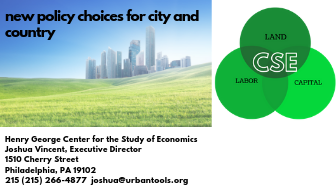 new policy choices for city and
country
LAND
CSE
LABOR
CAPITAL
Henry George Center for the Study of Economics
Joshua Vincent, Executive Director
1510 Cherry Street
Philadelphia, PA 19102
215 (215) 266-4877 joshua@urbantools.org